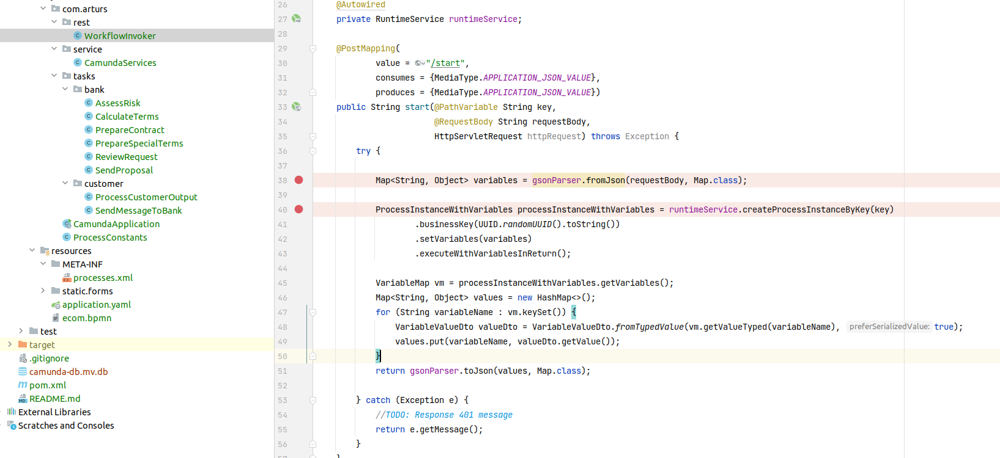 com.arturs
rest
WorkflowInvoker
service
CamundaServices
tasks
bank
AssessRisk
CalculateTerms
PrepareContract
PrepareSpecialTerms
ReviewRequest
SendProposal
customer
ProcessCustomerOutput
SendMessageToBank
CamundaApplication
ProcessConstants
resources
META-INF
processes.xml
static.forms
application.yaml
ecom.bpmn
test
target
.gitignore
camunda-db.mv.db
pom.xml
README.md
External Libraries
Scratches and Consoles
26 @Autowired
27 private RuntimeService runtimeService;
28
29 @PostMapping(
30 value = "/start",
31 consumes = {MediaType.APPLICATION_JSON_VALUE},
32 produces = {MediaType.APPLICATION_JSON_VALUE})
33 public String start(@PathVariable String key,
34 @RequestBody String requestBody,
35 HttpServletRequest httpRequest) throws Exception {
36 try {
37
38 Map<String, Object> variables = gsonParser.fromJson(requestBody, Map.class);
39
40 ProcessInstanceWithVariables processInstanceWithVariables = runtimeService.createProcessInstanceByKey(key)
41 .businessKey(UUID.randomUUID().toString())
42 .setVariables(variables)
43 .executeWithVariablesInReturn();
44
45 VariableMap vm = processInstanceWithVariables.getVariables();
46 Map<String, Object> values = new HashMap<>();
47 for (String variableName : vm.keySet()) {
48 VariableValueDto valueDto = VariableValueDto.fromTypedValue(vm.getValueTyped(variableName), preferSerializedValue: true);
49 values.put(variableName, valueDto.getValue());
50 }
51 return gsonParser.toJson(values, Map.class);
52
53 } catch (Exception e) {
54 //TODO: Response 401 message
55 return e.getMessage();
56 }